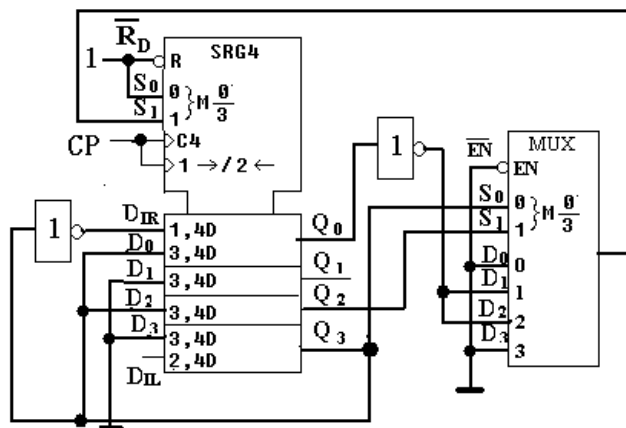 R̅D
1
R
SRG4
S0
0
S1
1
} M 0/3
CP
C4
1 →/2 ←
1
DIR
1,4D
D0
3,4D
D1
3,4D
D2
3,4D
D3
3,4D
DIL
2,4D
Q0
Q1
Q2
Q3
1
E̅N̅
MUX
EN
S0
0
S1
1
} M 0/3
D0
0
D1
1
D2
2
D3
3